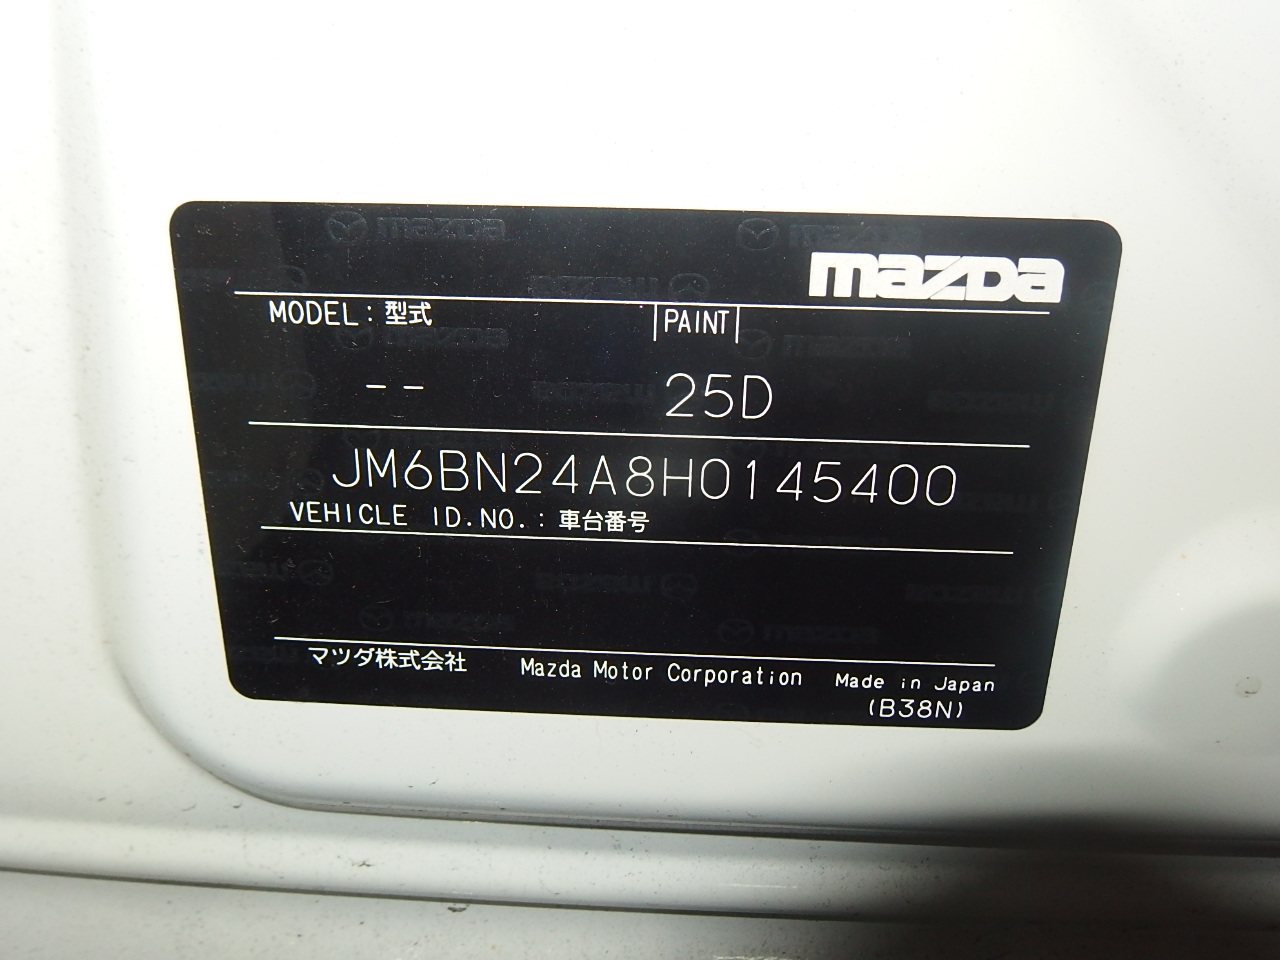 mazda
MODEL : 型式 PAINT
-- 25D
JM6BN24A8H0145400
VEHICLE ID.NO. : 車台番号
マツダ株式会社 Mazda Motor Corporation Made in Japan
(B38N)